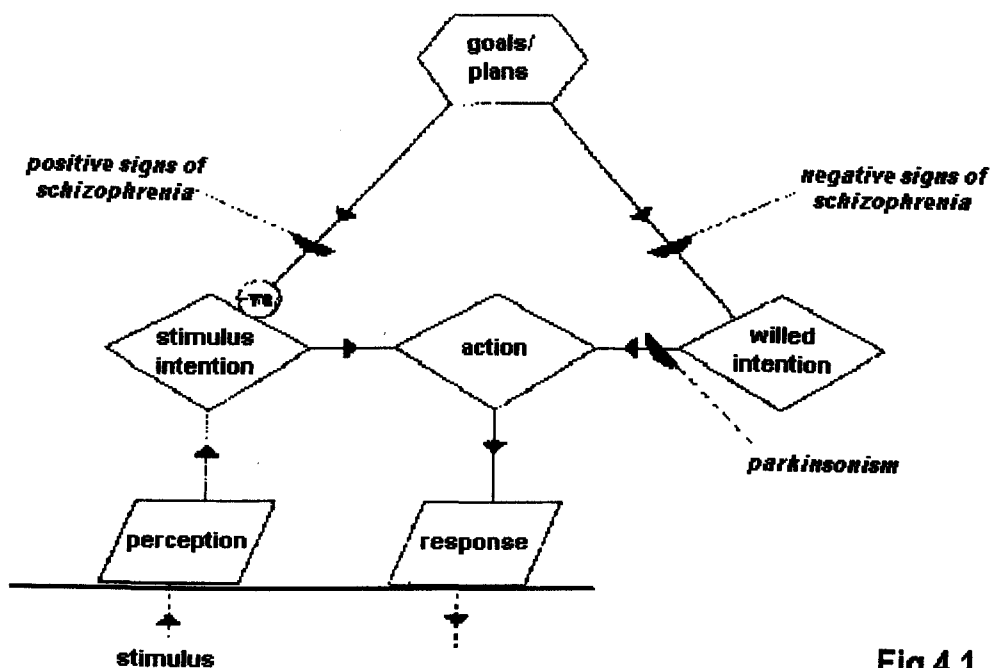 goals/
plans
positive signs of
schizophrenia
negative signs of
schizophrenia
-ve
stimulus
intention
action
willed
intention
parkinsonism
perception
response
stimulus
Fig 4.1